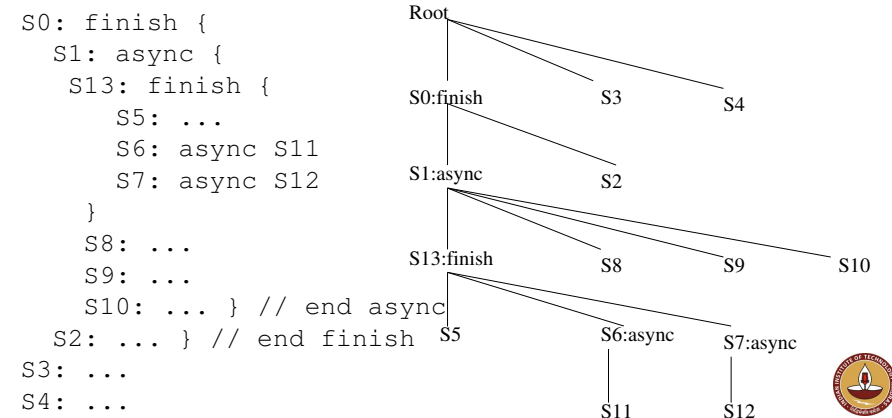 S0: finish {
S1: async {
S13: finish {
S5: ...
S6: async S11
S7: async S12
}
S8: ...
S9: ...
S10: ... } // end async
S2: ... } // end finish
S3: ...
S4: ...
Root
S0:finish S3 S4
S1:async S2
S13:finish S8 S9 S10
S5 S6:async S7:async
S11 S12